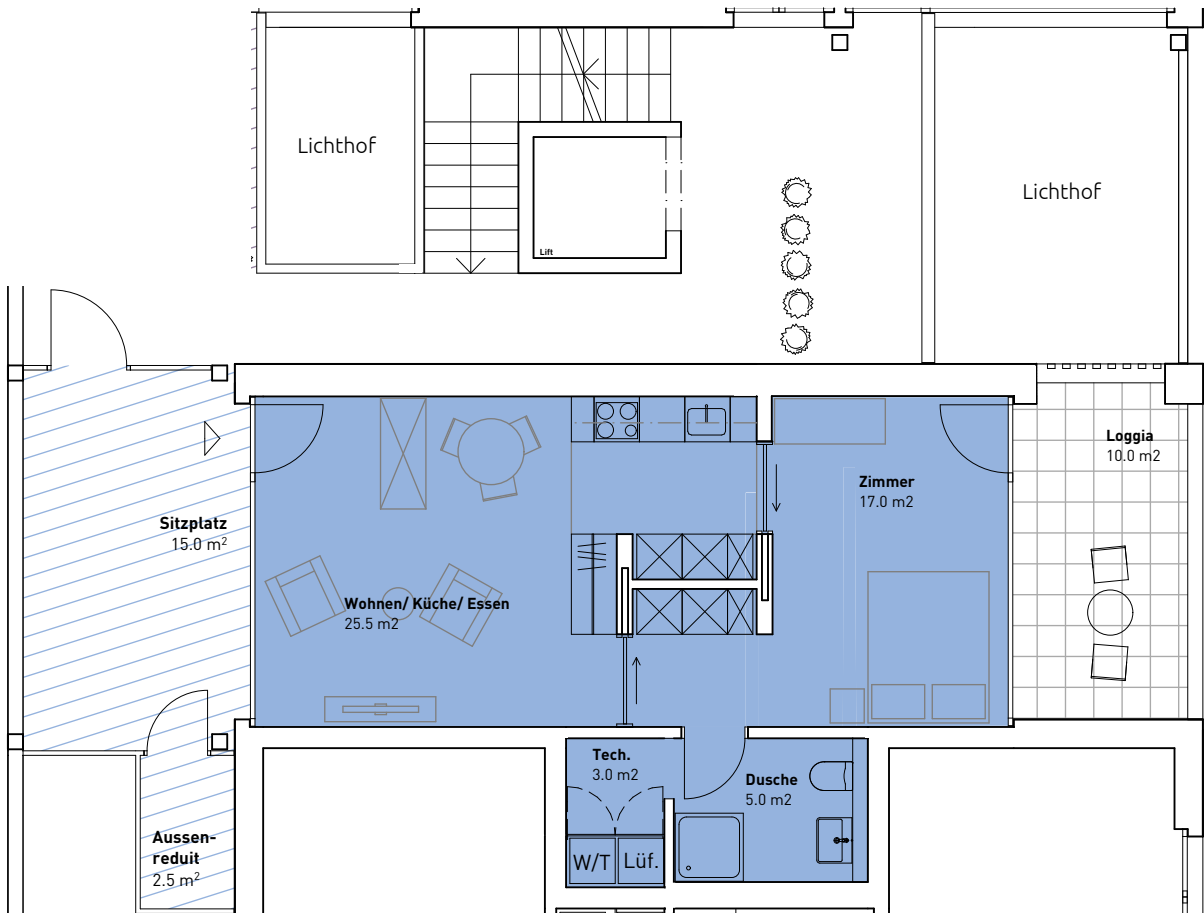 Lichthof
Lichthof
Lift
Loggia
10.0 m2
Zimmer
17.0 m2
Sitzplatz
15.0 m²
Wohnen/ Küche/ Essen
25.5 m2
Tech.
3.0 m2
Dusche
5.0 m2
Aussen-
reduit
2.5 m²
W/T
Lüf.